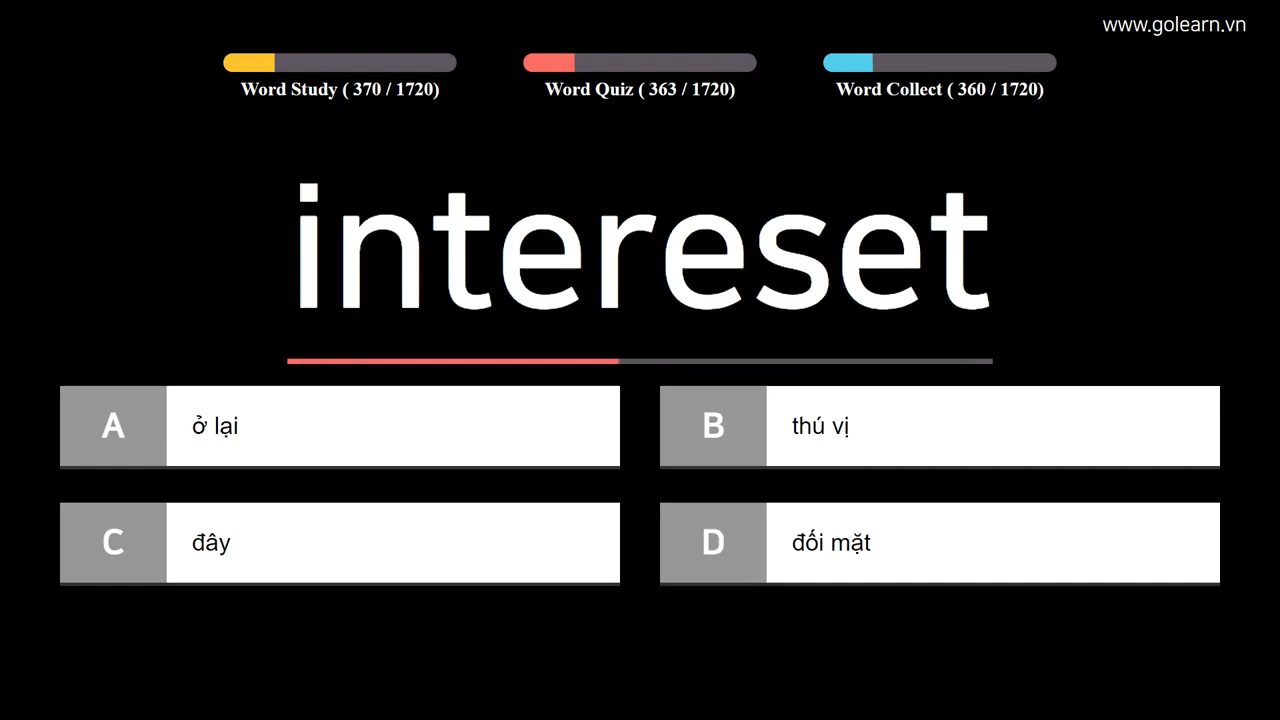 www.golearn.vn
Word Study ( 370 / 1720)
Word Quiz ( 363 / 1720)
Word Collect ( 360 / 1720)
intereset
A ở lại
B thú vị
C đây
D đối mặt